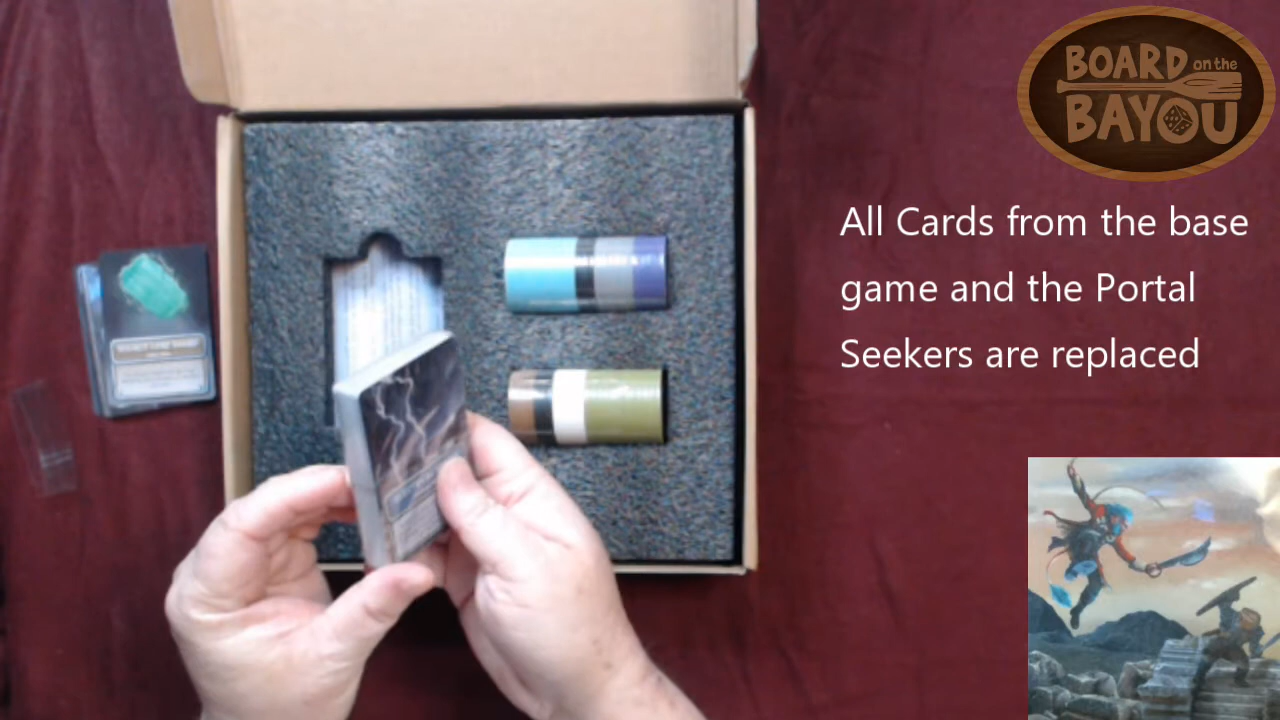 BOARD on the
BAYOU
All Cards from the base
game and the Portal
Seekers are replaced